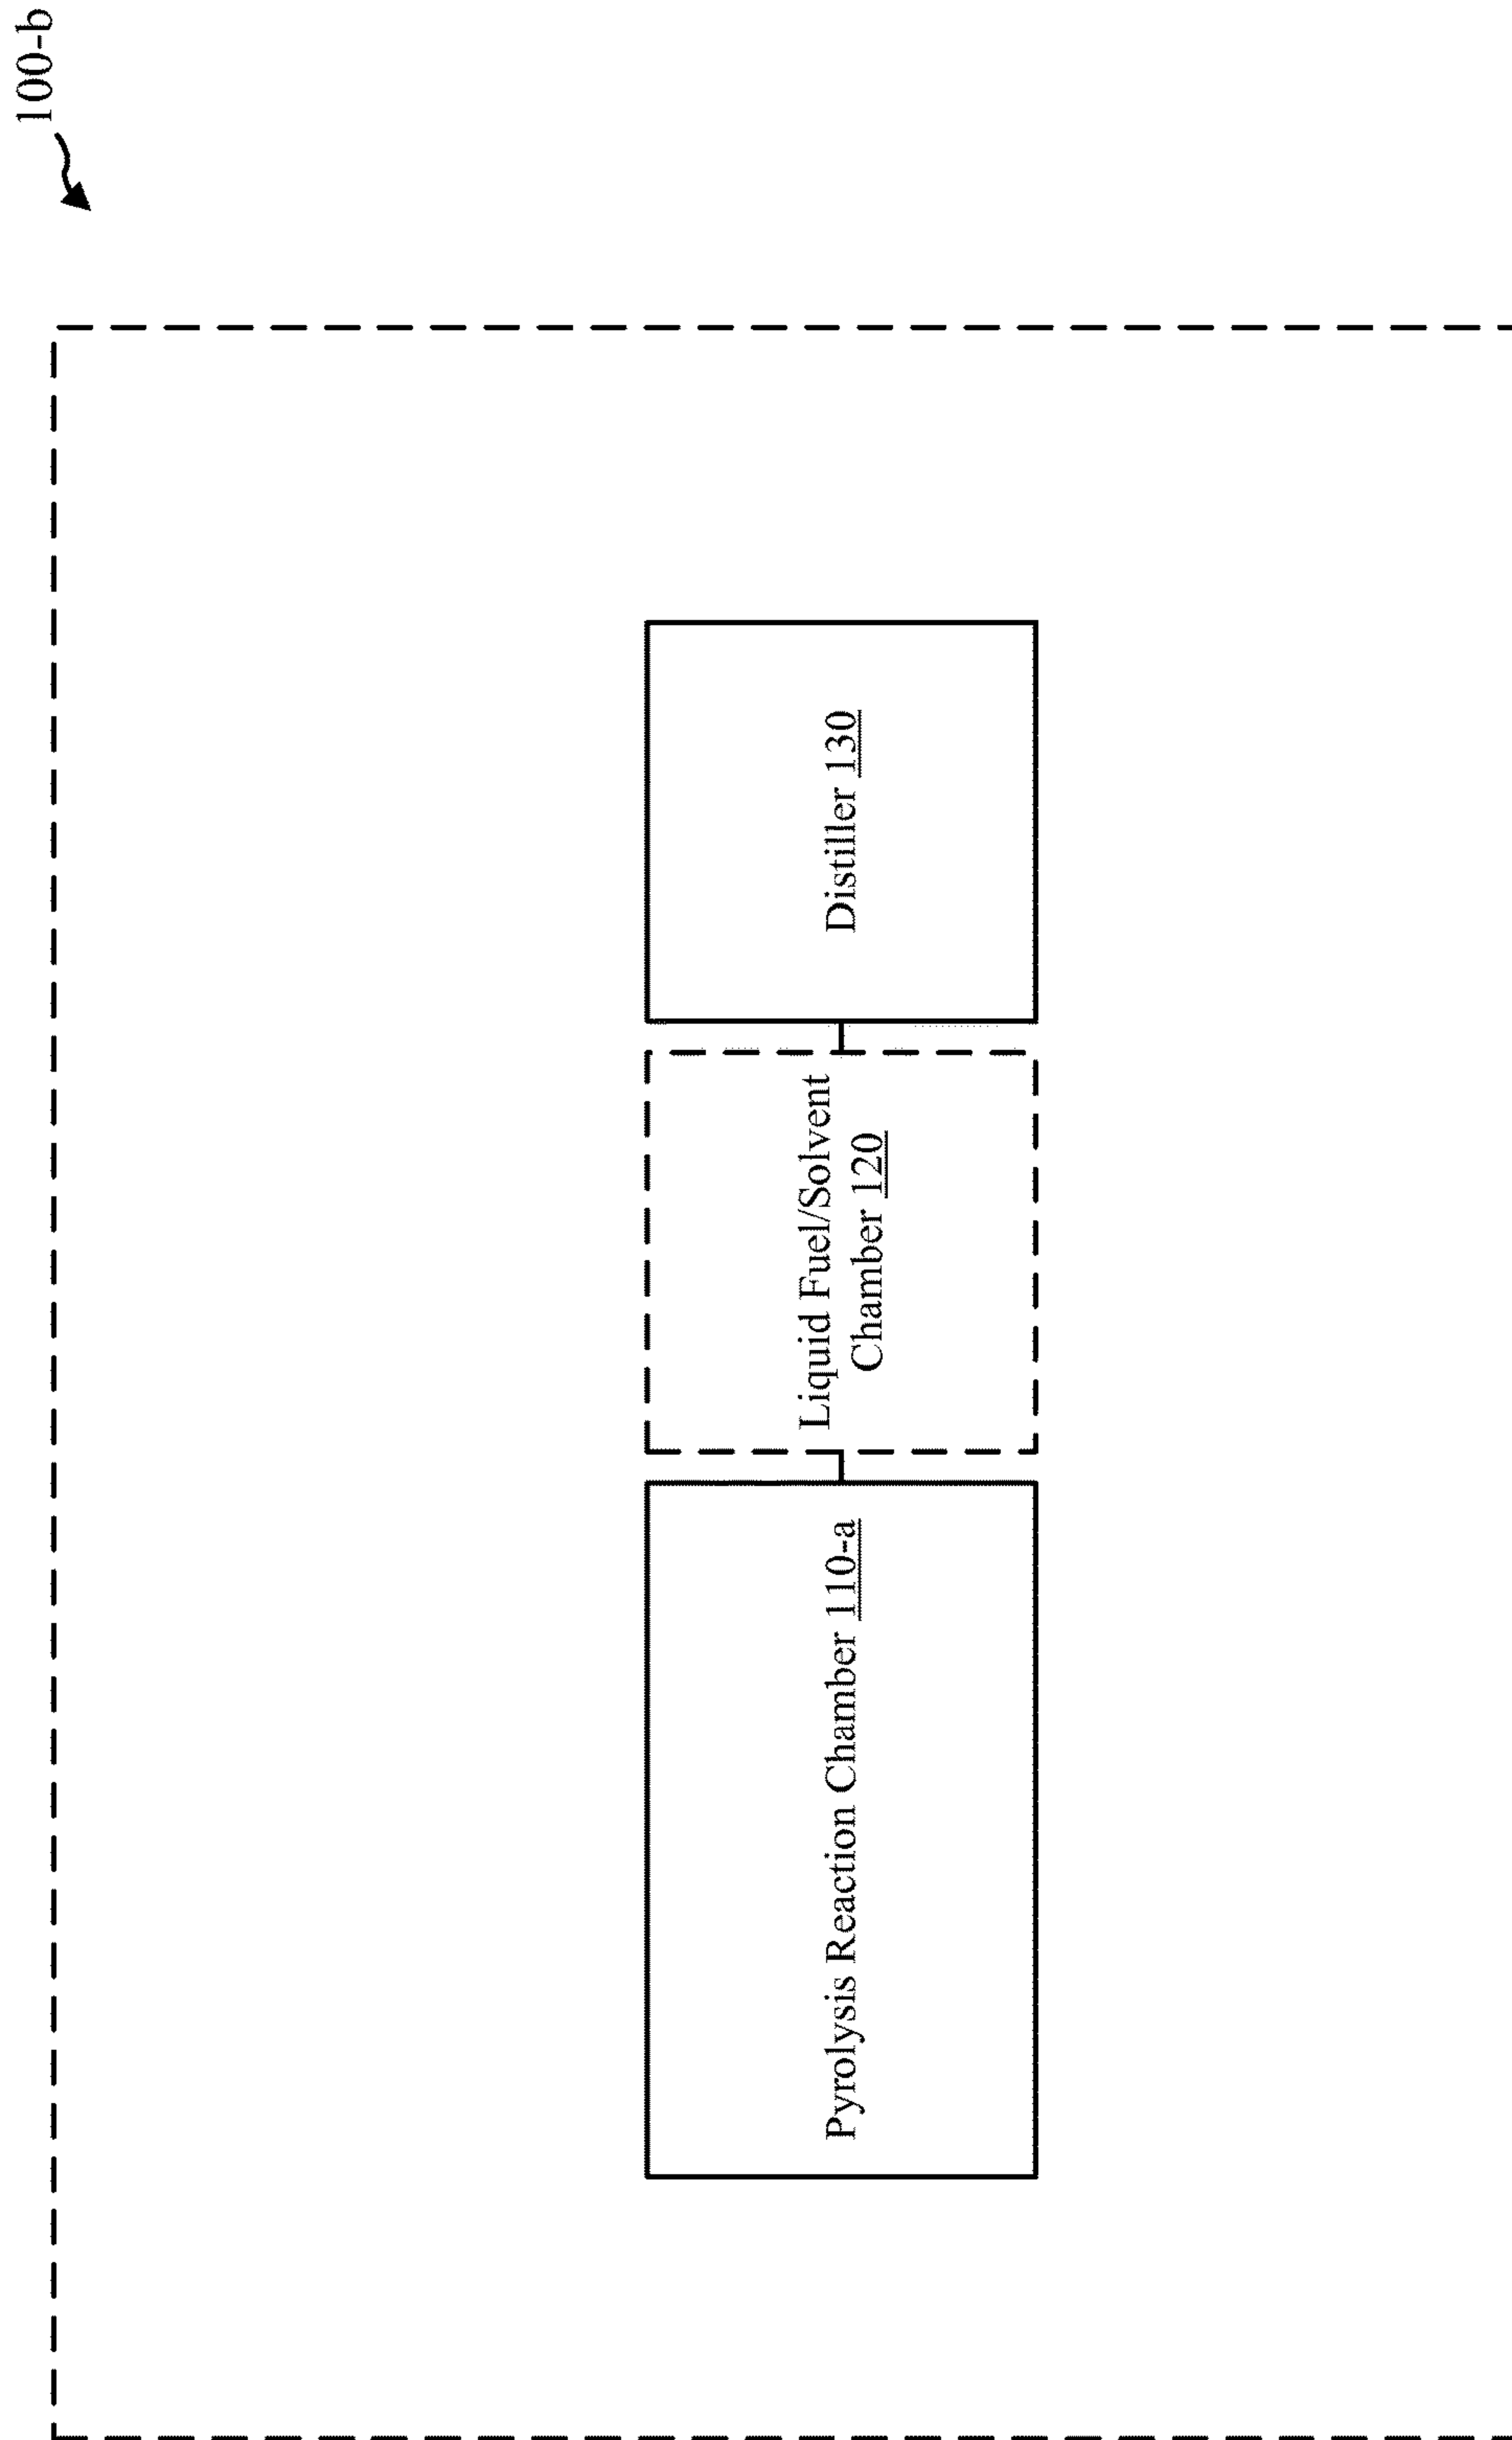 100-b
Pyrolysis Reaction Chamber 110-a
Liquid Fuel/Solvent
Chamber 120
Distiller 130